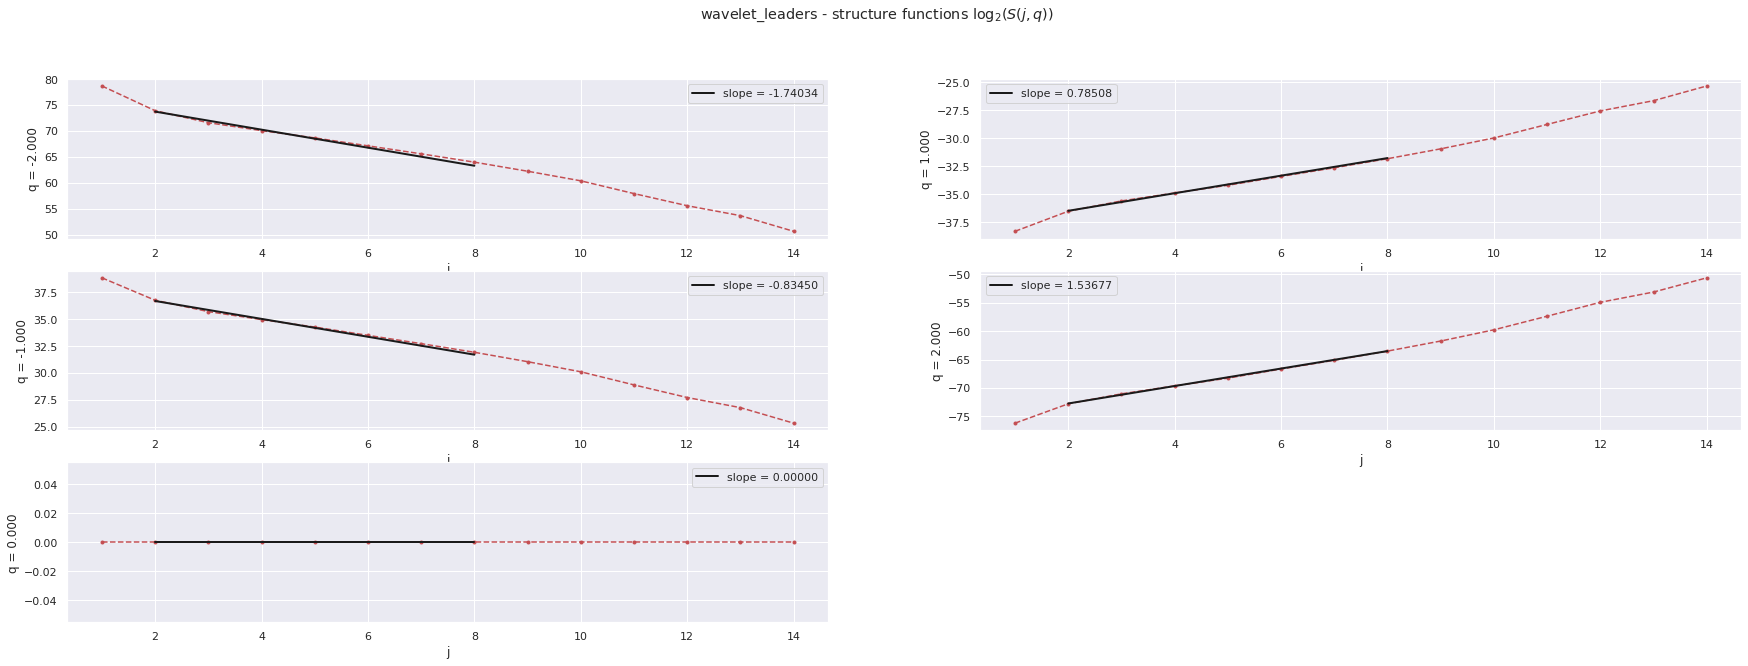 wavelet_leaders - structure functions log₂(S(j, q))
q = -2.000
80
75
70
65
60
55
50
slope = -1.74034
2 4 6 8 10 12 14
j
q = 1.000
−25.0
−27.5
−30.0
−32.5
−35.0
−37.5
slope = 0.78508
2 4 6 8 10 12 14
j
q = -1.000
37.5
35.0
32.5
30.0
27.5
25.0
slope = -0.83450
2 4 6 8 10 12 14
j
q = 2.000
−50
−55
−60
−65
−70
−75
slope = 1.53677
2 4 6 8 10 12 14
j
q = 0.000
0.04
0.02
0.00
−0.02
−0.04
slope = 0.00000
2 4 6 8 10 12 14
j